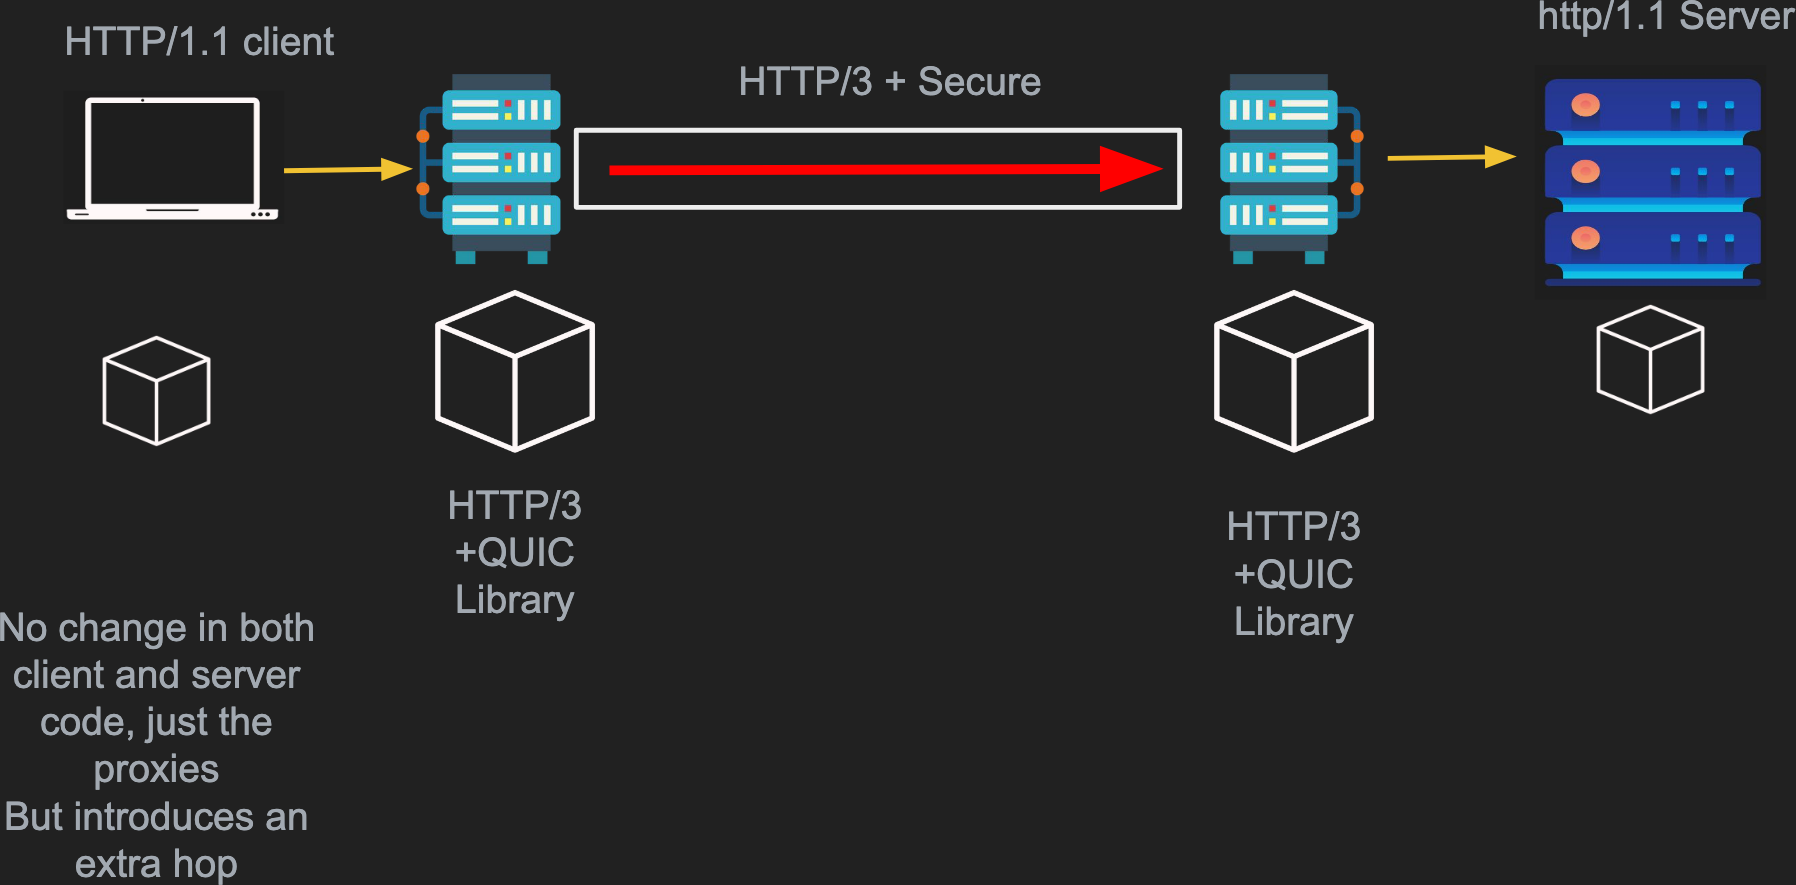 HTTP/1.1 client
HTTP/3 + Secure
http/1.1 Server
HTTP/3
+QUIC
Library
HTTP/3
+QUIC
Library
No change in both
client and server
code, just the
proxies
But introduces an
extra hop